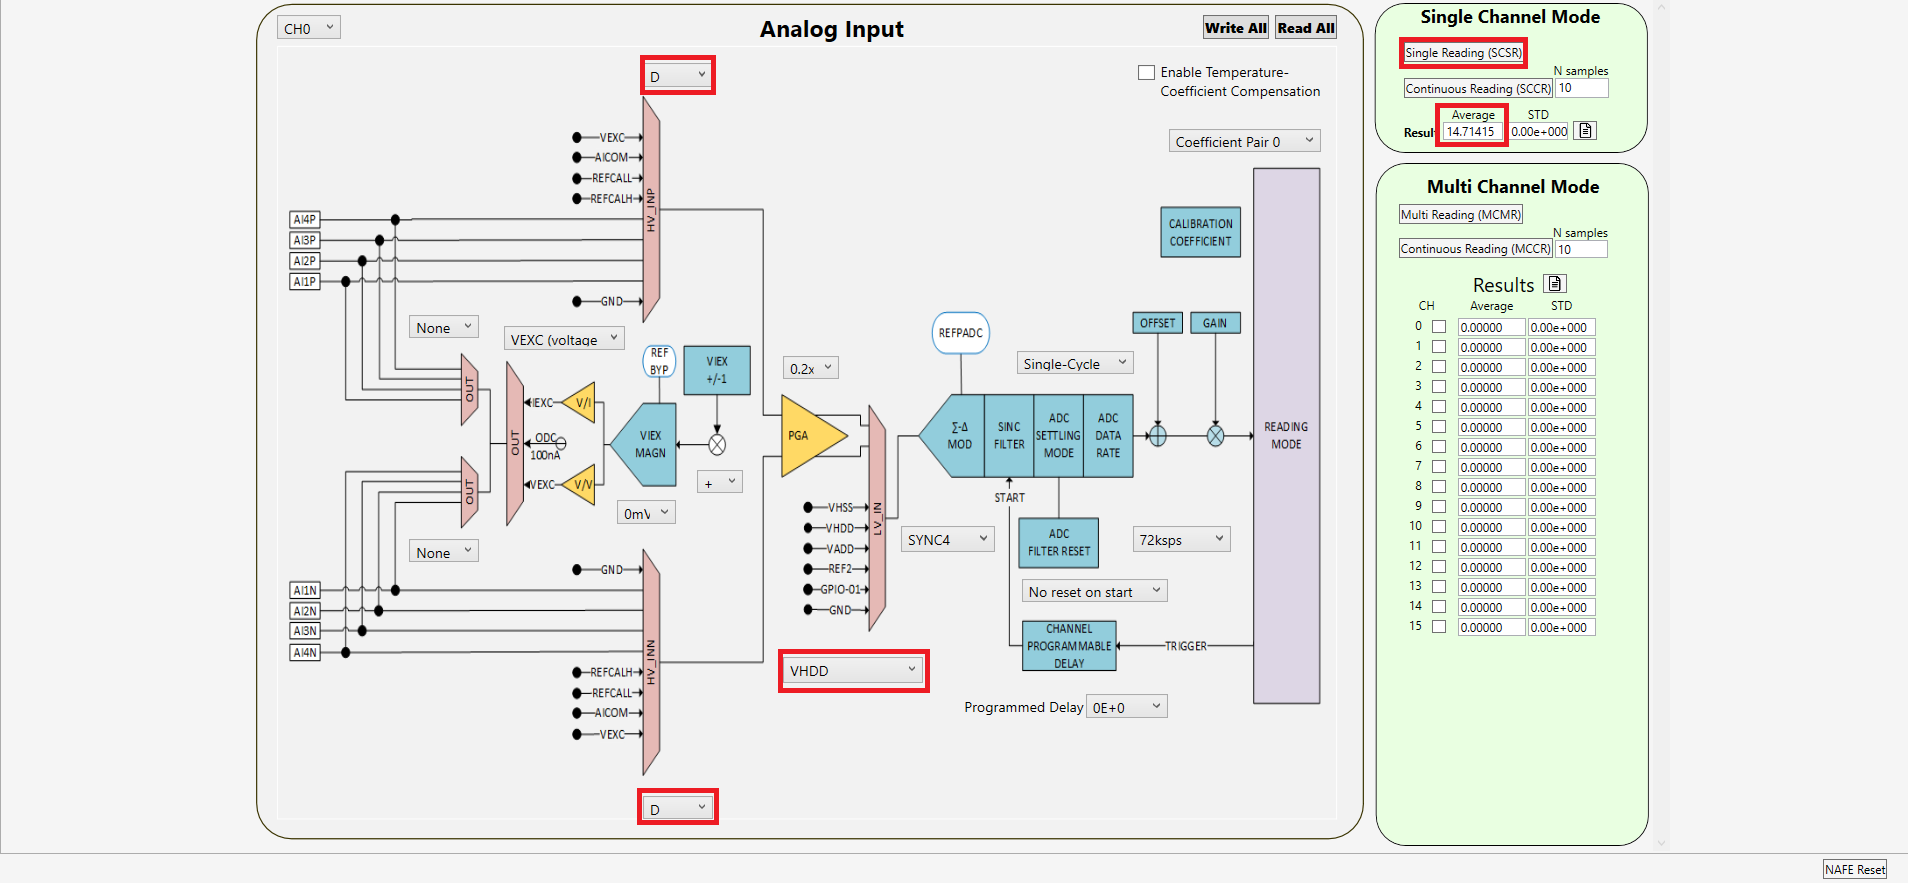 CH0
Analog Input
Write All
Read All
D
Enable Temperature-
Coefficient Compensation
Coefficient Pair 0
VEXC
AICOM
REFCALL
REFCALH
HV_INP
AI4P
AI3P
AI2P
AI1P
GND
CALIBRATION
COEFFICIENT
None
VEXC (voltage
REF
BYP
VIEX
+/-1
0.2x
REFPADC
Single-Cycle
OFFSET
GAIN
OUT
OUT
IEXC
V/I
ODC
100nA
VEXC
V/V
VIEX
MAGN
PGA
Σ-Δ
MOD
SINC
FILTER
ADC
SETTLING
MODE
ADC
DATA
RATE
READING
MODE
OUT
+
0mV
START
VHSS
VHDD
VADD
REF2
GPIO-01
GND
LV_IN
SYNC4
ADC
FILTER RESET
72ksps
None
No reset on start
GND
AI1N
AI2N
AI3N
AI4N
CHANNEL
PROGRAMMABLE
DELAY
TRIGGER
HV_INN
REFCALH
REFCALL
AICOM
VEXC
VHDD
Programmed Delay
0E+0
D
Single Channel Mode
Single Reading (SCSR)
N samples
Continuous Reading (SCCR)
10
Average
STD
Resul
14.71415
0.00e+000
Multi Channel Mode
Multi Reading (MCMR)
N samples
Continuous Reading (MCCR)
10
Results
CH Average STD
0 0.00000 0.00e+000
1 0.00000 0.00e+000
2 0.00000 0.00e+000
3 0.00000 0.00e+000
4 0.00000 0.00e+000
5 0.00000 0.00e+000
6 0.00000 0.00e+000
7 0.00000 0.00e+000
8 0.00000 0.00e+000
9 0.00000 0.00e+000
10 0.00000 0.00e+000
11 0.00000 0.00e+000
12 0.00000 0.00e+000
13 0.00000 0.00e+000
14 0.00000 0.00e+000
15 0.00000 0.00e+000
NAFE Reset